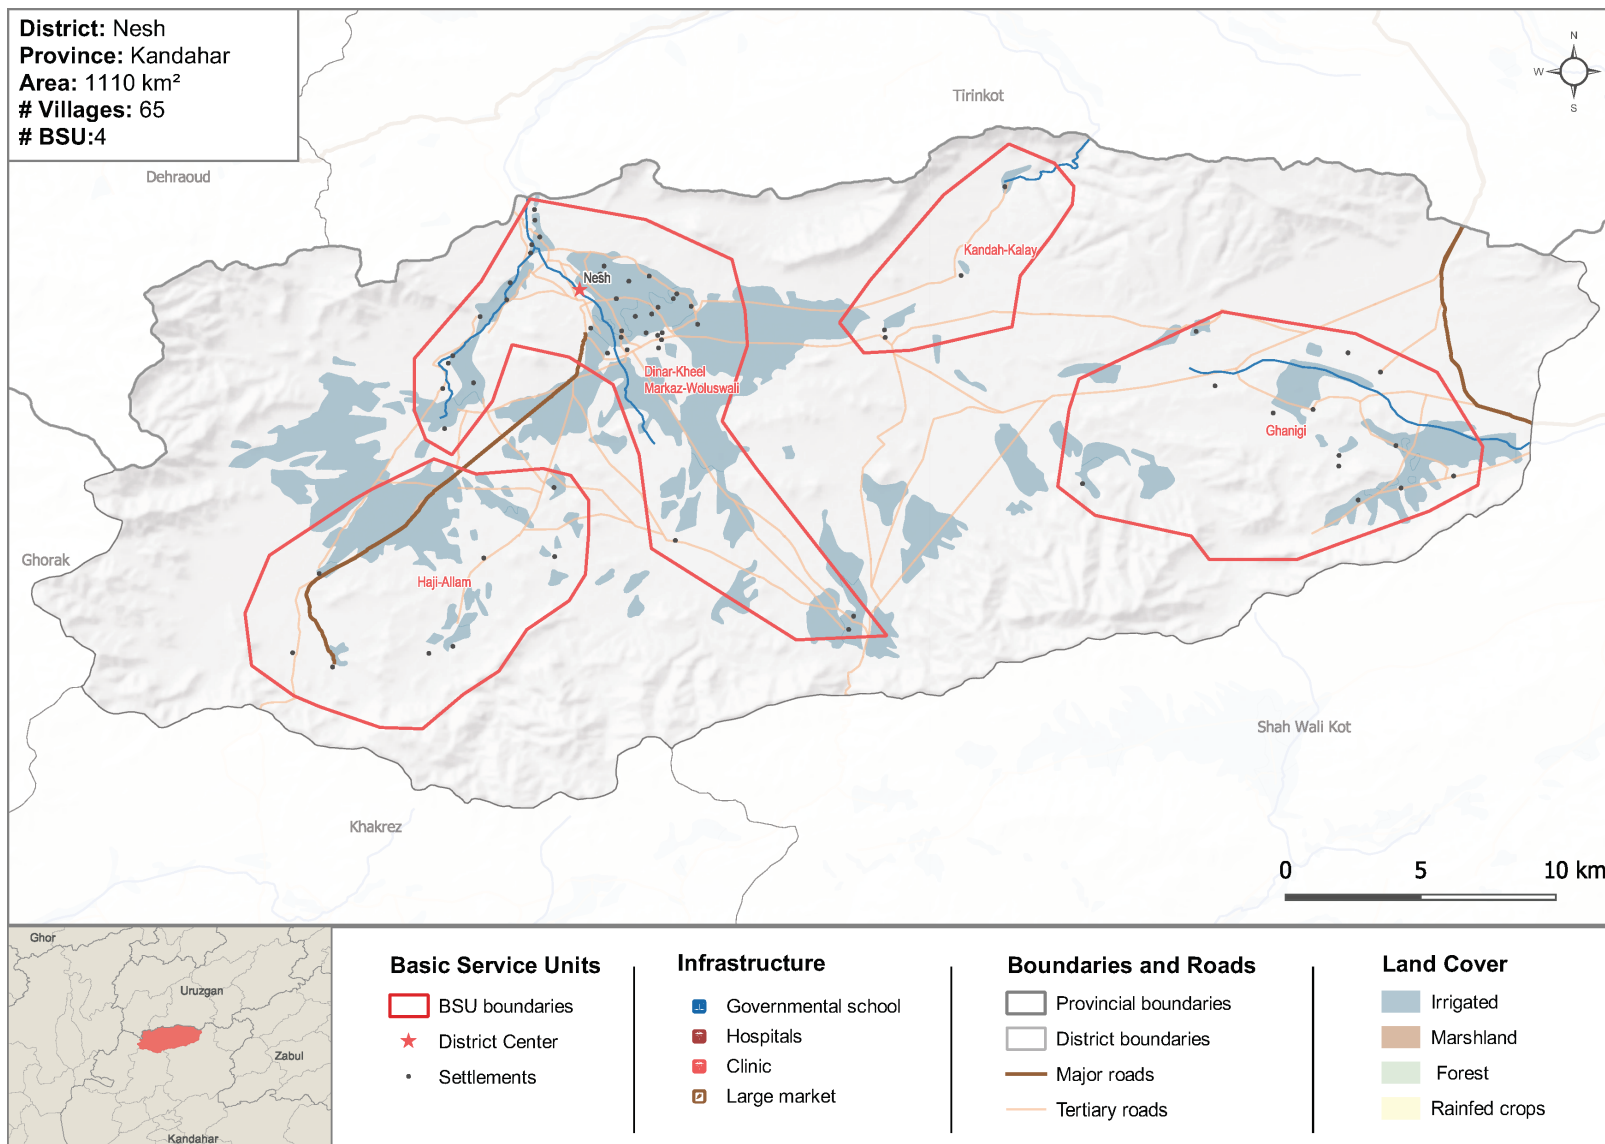 District: Nesh
Province: Kandahar
Area: 1110 km²
# Villages: 65
# BSU:4
N
W
S
Tirinkot
Dehraoud
Kandah-Kalay
Nesh
Dinar-Kheel
Markaz-Woluswali
Ghanigi
Ghorak
Haji-Allam
Shah Wali Kot
Khakrez
0 5 10 km
Ghor
Uruzgan
Zabul
Kandahar
Basic Service Units
BSU boundaries
District Center
Settlements
Infrastructure
Governmental school
Hospitals
Clinic
Large market
Boundaries and Roads
Provincial boundaries
District boundaries
Major roads
Tertiary roads
Land Cover
Irrigated
Marshland
Forest
Rainfed crops